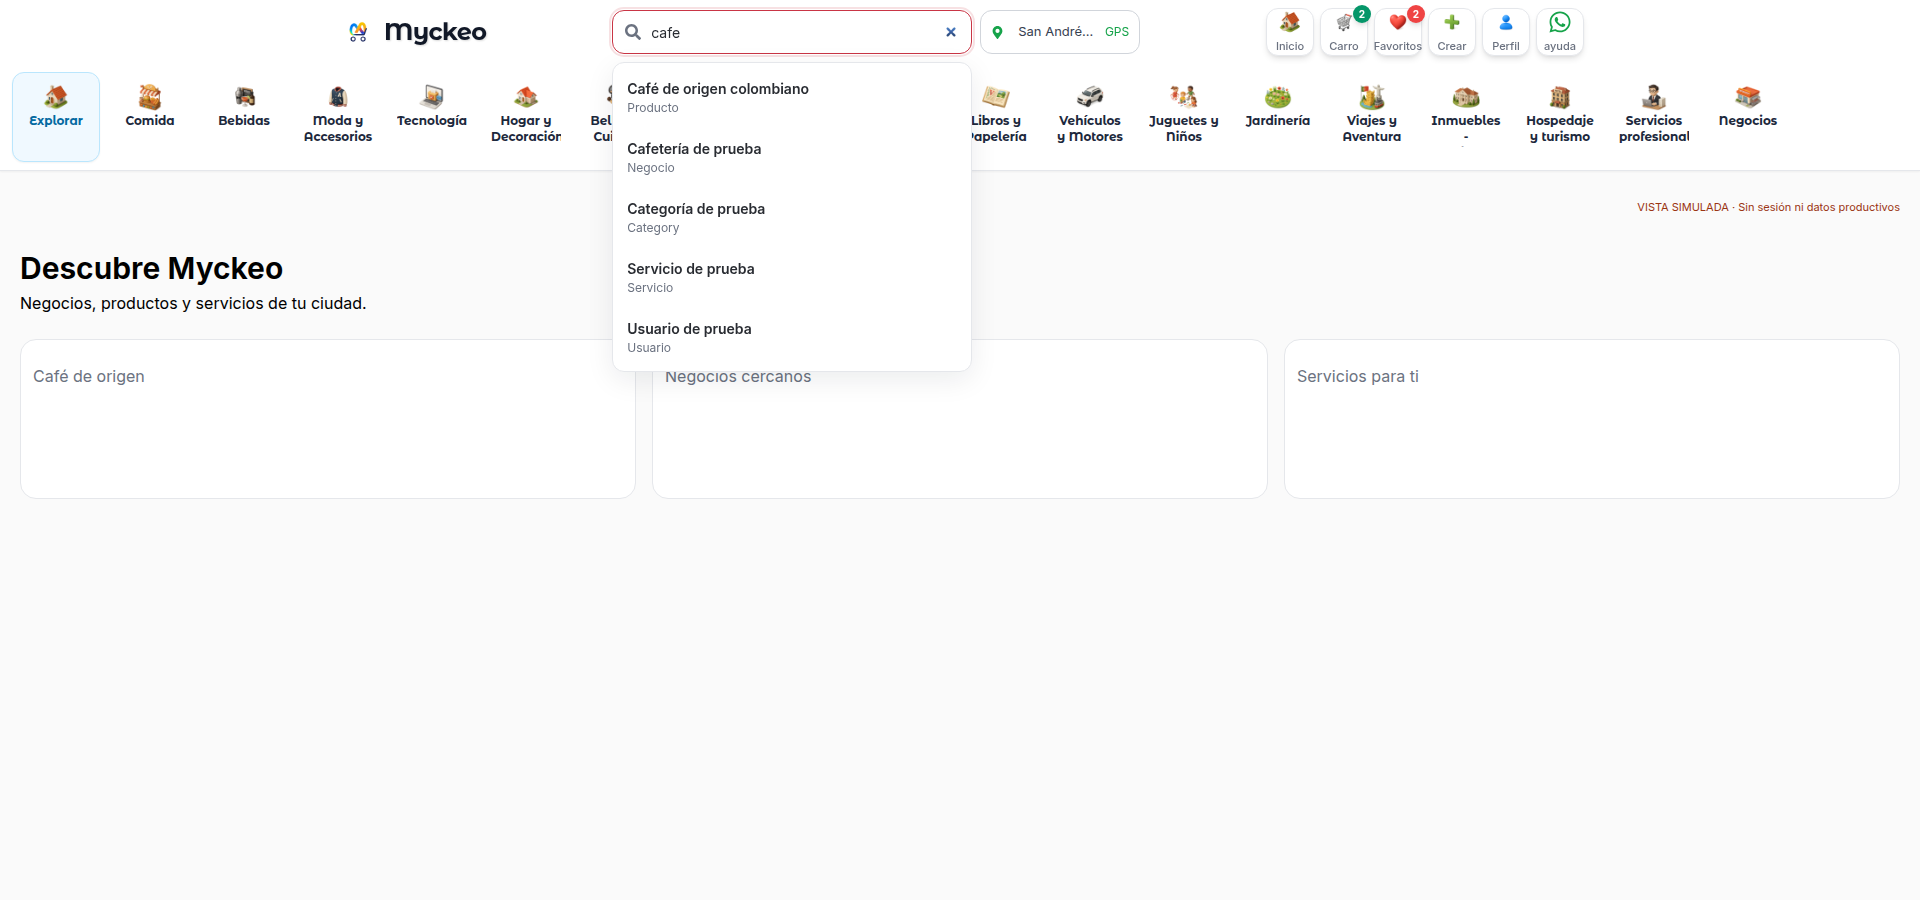 Myckeo
cafe
San André...
GPS
Inicio
2
Carro
2
Favoritos
Crear
Perfil
ayuda
Explorar
Comida
Bebidas
Moda y
Accesorios
Tecnología
Hogar y
Decoración
Libros y
Papelería
Vehículos
y Motores
Juguetes y
Niños
Jardinería
Viajes y
Aventura
Inmuebles
-
Hospedaje
y turismo
Servicios
profesional
Negocios
Café de origen colombiano
Producto
Cafetería de prueba
Negocio
Categoría de prueba
Category
Servicio de prueba
Servicio
Usuario de prueba
Usuario
VISTA SIMULADA · Sin sesión ni datos productivos
Descubre Myckeo
Negocios, productos y servicios de tu ciudad.
Café de origen
Negocios cercanos
Servicios para ti